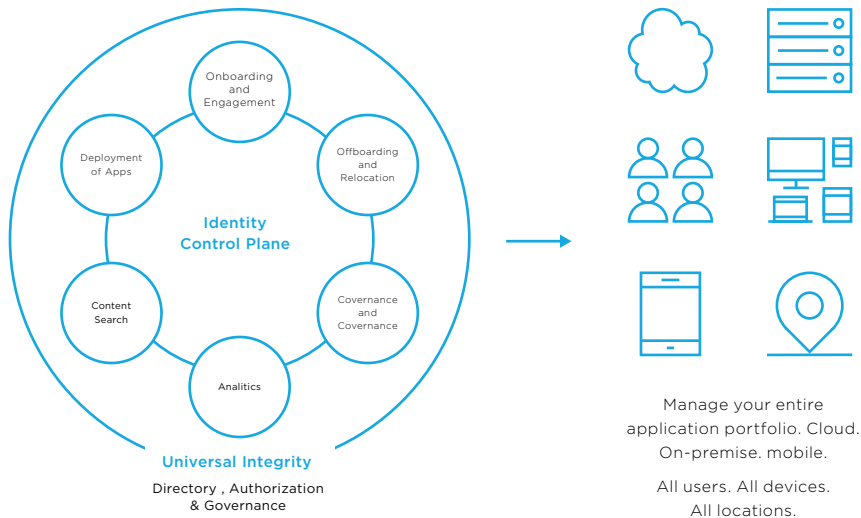 Onboarding
and
Engagement
Deployment
of Apps
Offboarding
and
Relocation
Identity
Control Plane
Content
Search
Covernance
and
Covernance
Analitics
Universal Integrity
Directory , Authorization
& Governance
Manage your entire
application portfolio. Cloud.
On-premise. mobile.
All users. All devices.
All locations.